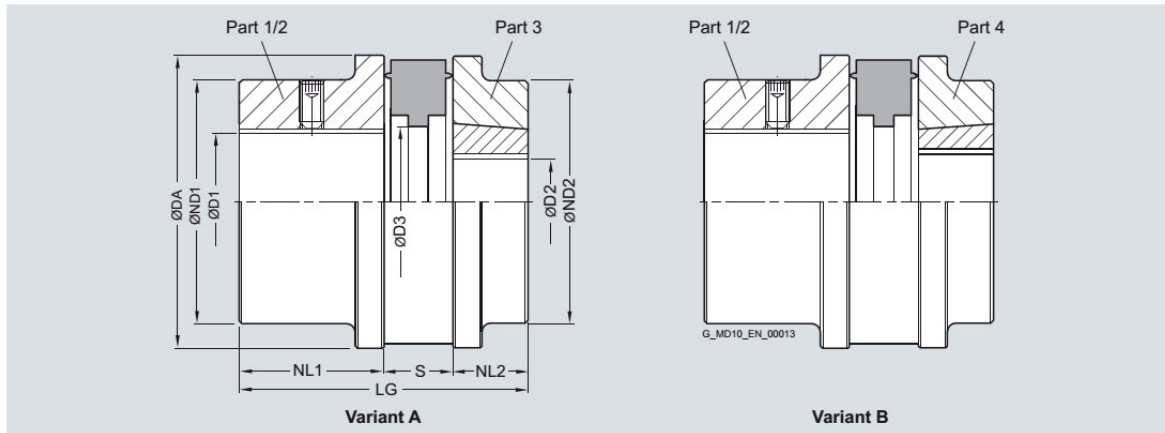 Part 1/2
Part 3
Part 1/2
Part 4
ØDA
ØND1
ØD1
ØD3
ØD2
ØND2
G_MD10_EN_00013
NL1
S
NL2
LG
Variant A
Variant B